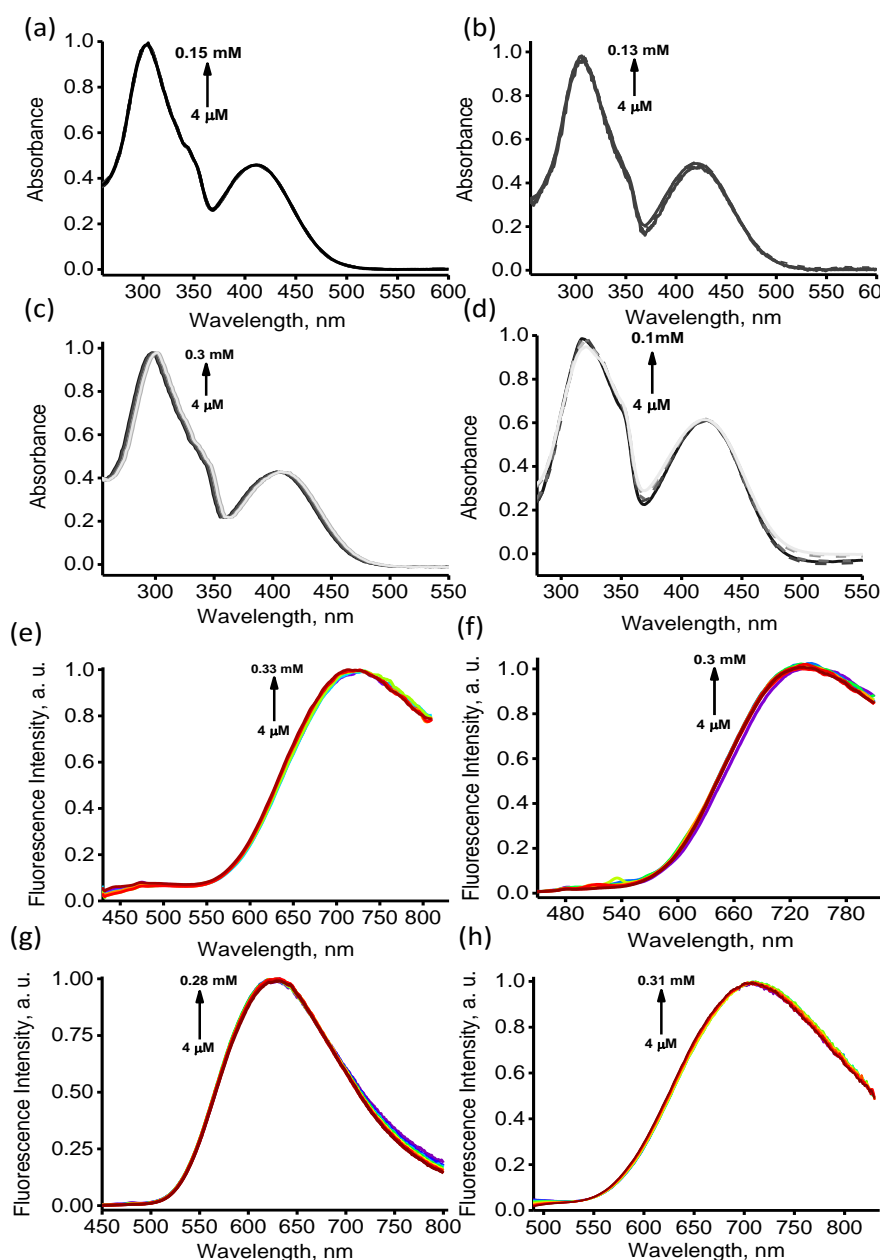 (a)
0.15 mM
4 μM
Absorbance
1.0
0.8
0.6
0.4
0.2
0.0
300 350 400 450 500 550 600
Wavelength, nm
(b)
0.13 mM
4 μM
Absorbance
1.0
0.8
0.6
0.4
0.2
0.0
300 350 400 450 500 550 600
Wavelength, nm
(c)
0.3 mM
4 μM
Absorbance
1.0
0.8
0.6
0.4
0.2
0.0
300 350 400 450 500 550
Wavelength, nm
(d)
0.1mM
4 μM
Absorbance
1.0
0.8
0.6
0.4
0.2
0.0
300 350 400 450 500 550
Wavelength, nm
(e)
0.33 mM
4 μM
Fluorescence Intensity, a. u.
1.0
0.8
0.6
0.4
0.2
0.0
450 500 550 600 650 700 750 800
Wavelength, nm
(f)
0.3 mM
4 μM
Fluorescence Intensity, a. u.
1.0
0.8
0.6
0.4
0.2
0.0
480 540 600 660 720 780
Wavelength, nm
(g)
0.28 mM
4 μM
Fluorescence Intensity, a. u.
1.00
0.75
0.50
0.25
0.00
450 500 550 600 650 700 750 800
Wavelength, nm
(h)
0.31 mM
4 μM
Fluorescence Intensity, a. u.
1.0
0.8
0.6
0.4
0.2
0.0
500 550 600 650 700 750 800
Wavelength, nm